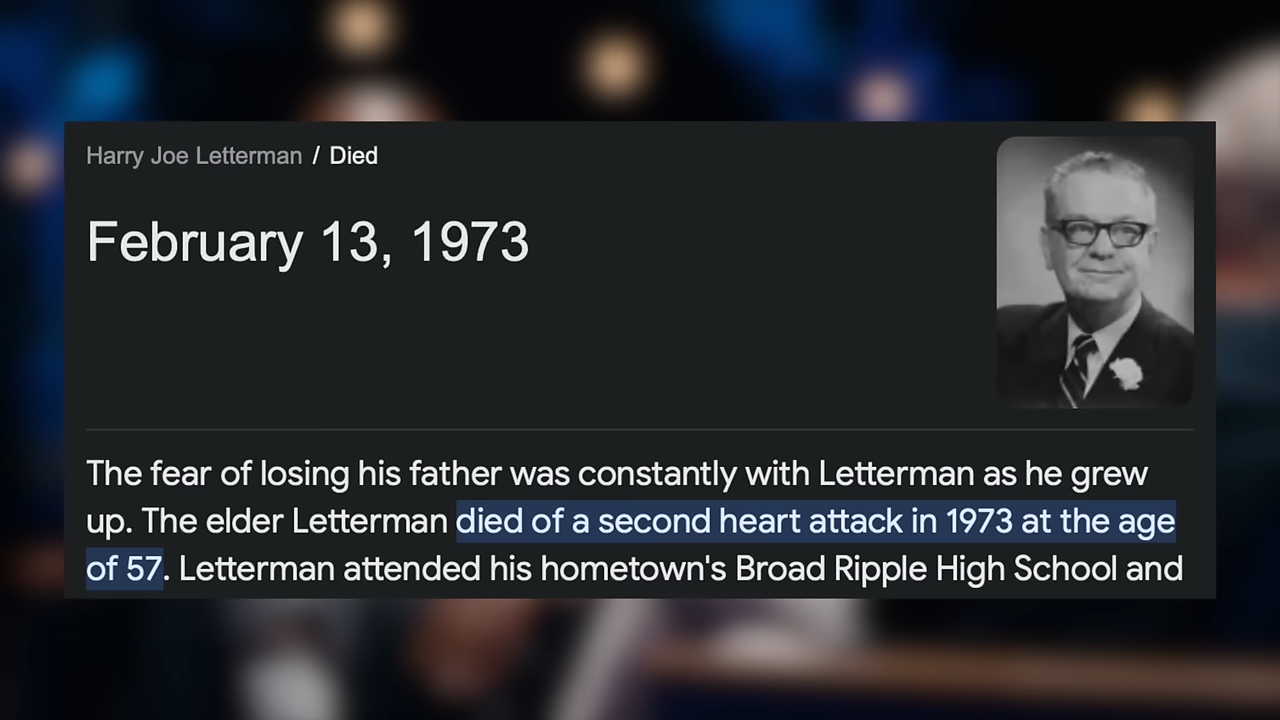 Harry Joe Letterman / Died
February 13, 1973
The fear of losing his father was constantly with Letterman as he grew
up. The elder Letterman died of a second heart attack in 1973 at the age
of 57. Letterman attended his hometown's Broad Ripple High School and